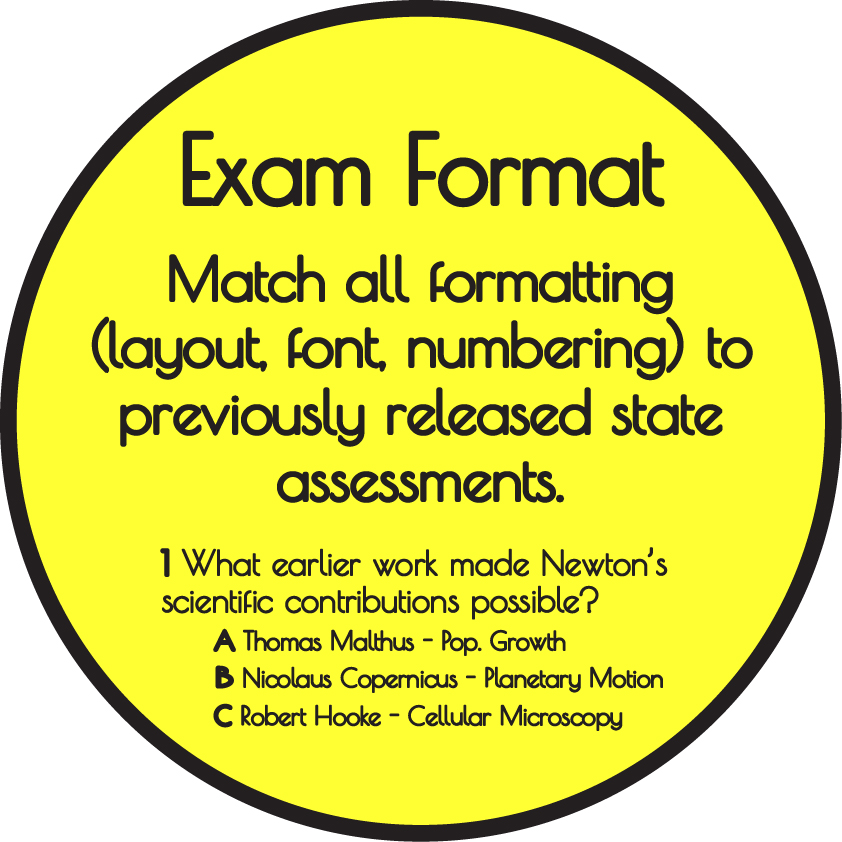 Exam Format
Match all formatting
(layout, font, numbering) to
previously released state
assessments.
1 What earlier work made Newton's
scientific contributions possible?
A Thomas Malthus - Pop. Growth
B Nicolaus Copernicus - Planetary Motion
C Robert Hooke - Cellular Microscopy